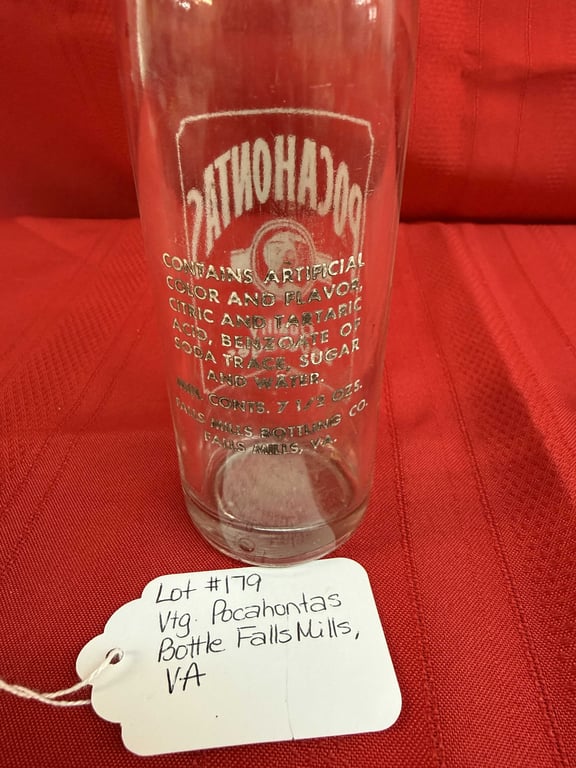 POCAHONTAS
CONTAINS ARTIFICIAL
COLOR AND FLAVOR,
CITRIC AND TARTARIC
ACID, BENZOATE OF
SODA TRACE, SUGAR
AND WATER.
MIN. CONTS. 7 1/2 OZS.
FALLS MILLS BOTTLING CO.
FALLS MILLS, VA.
Lot #179
Vtg. Pocahontas
Bottle Falls Mills,
VA